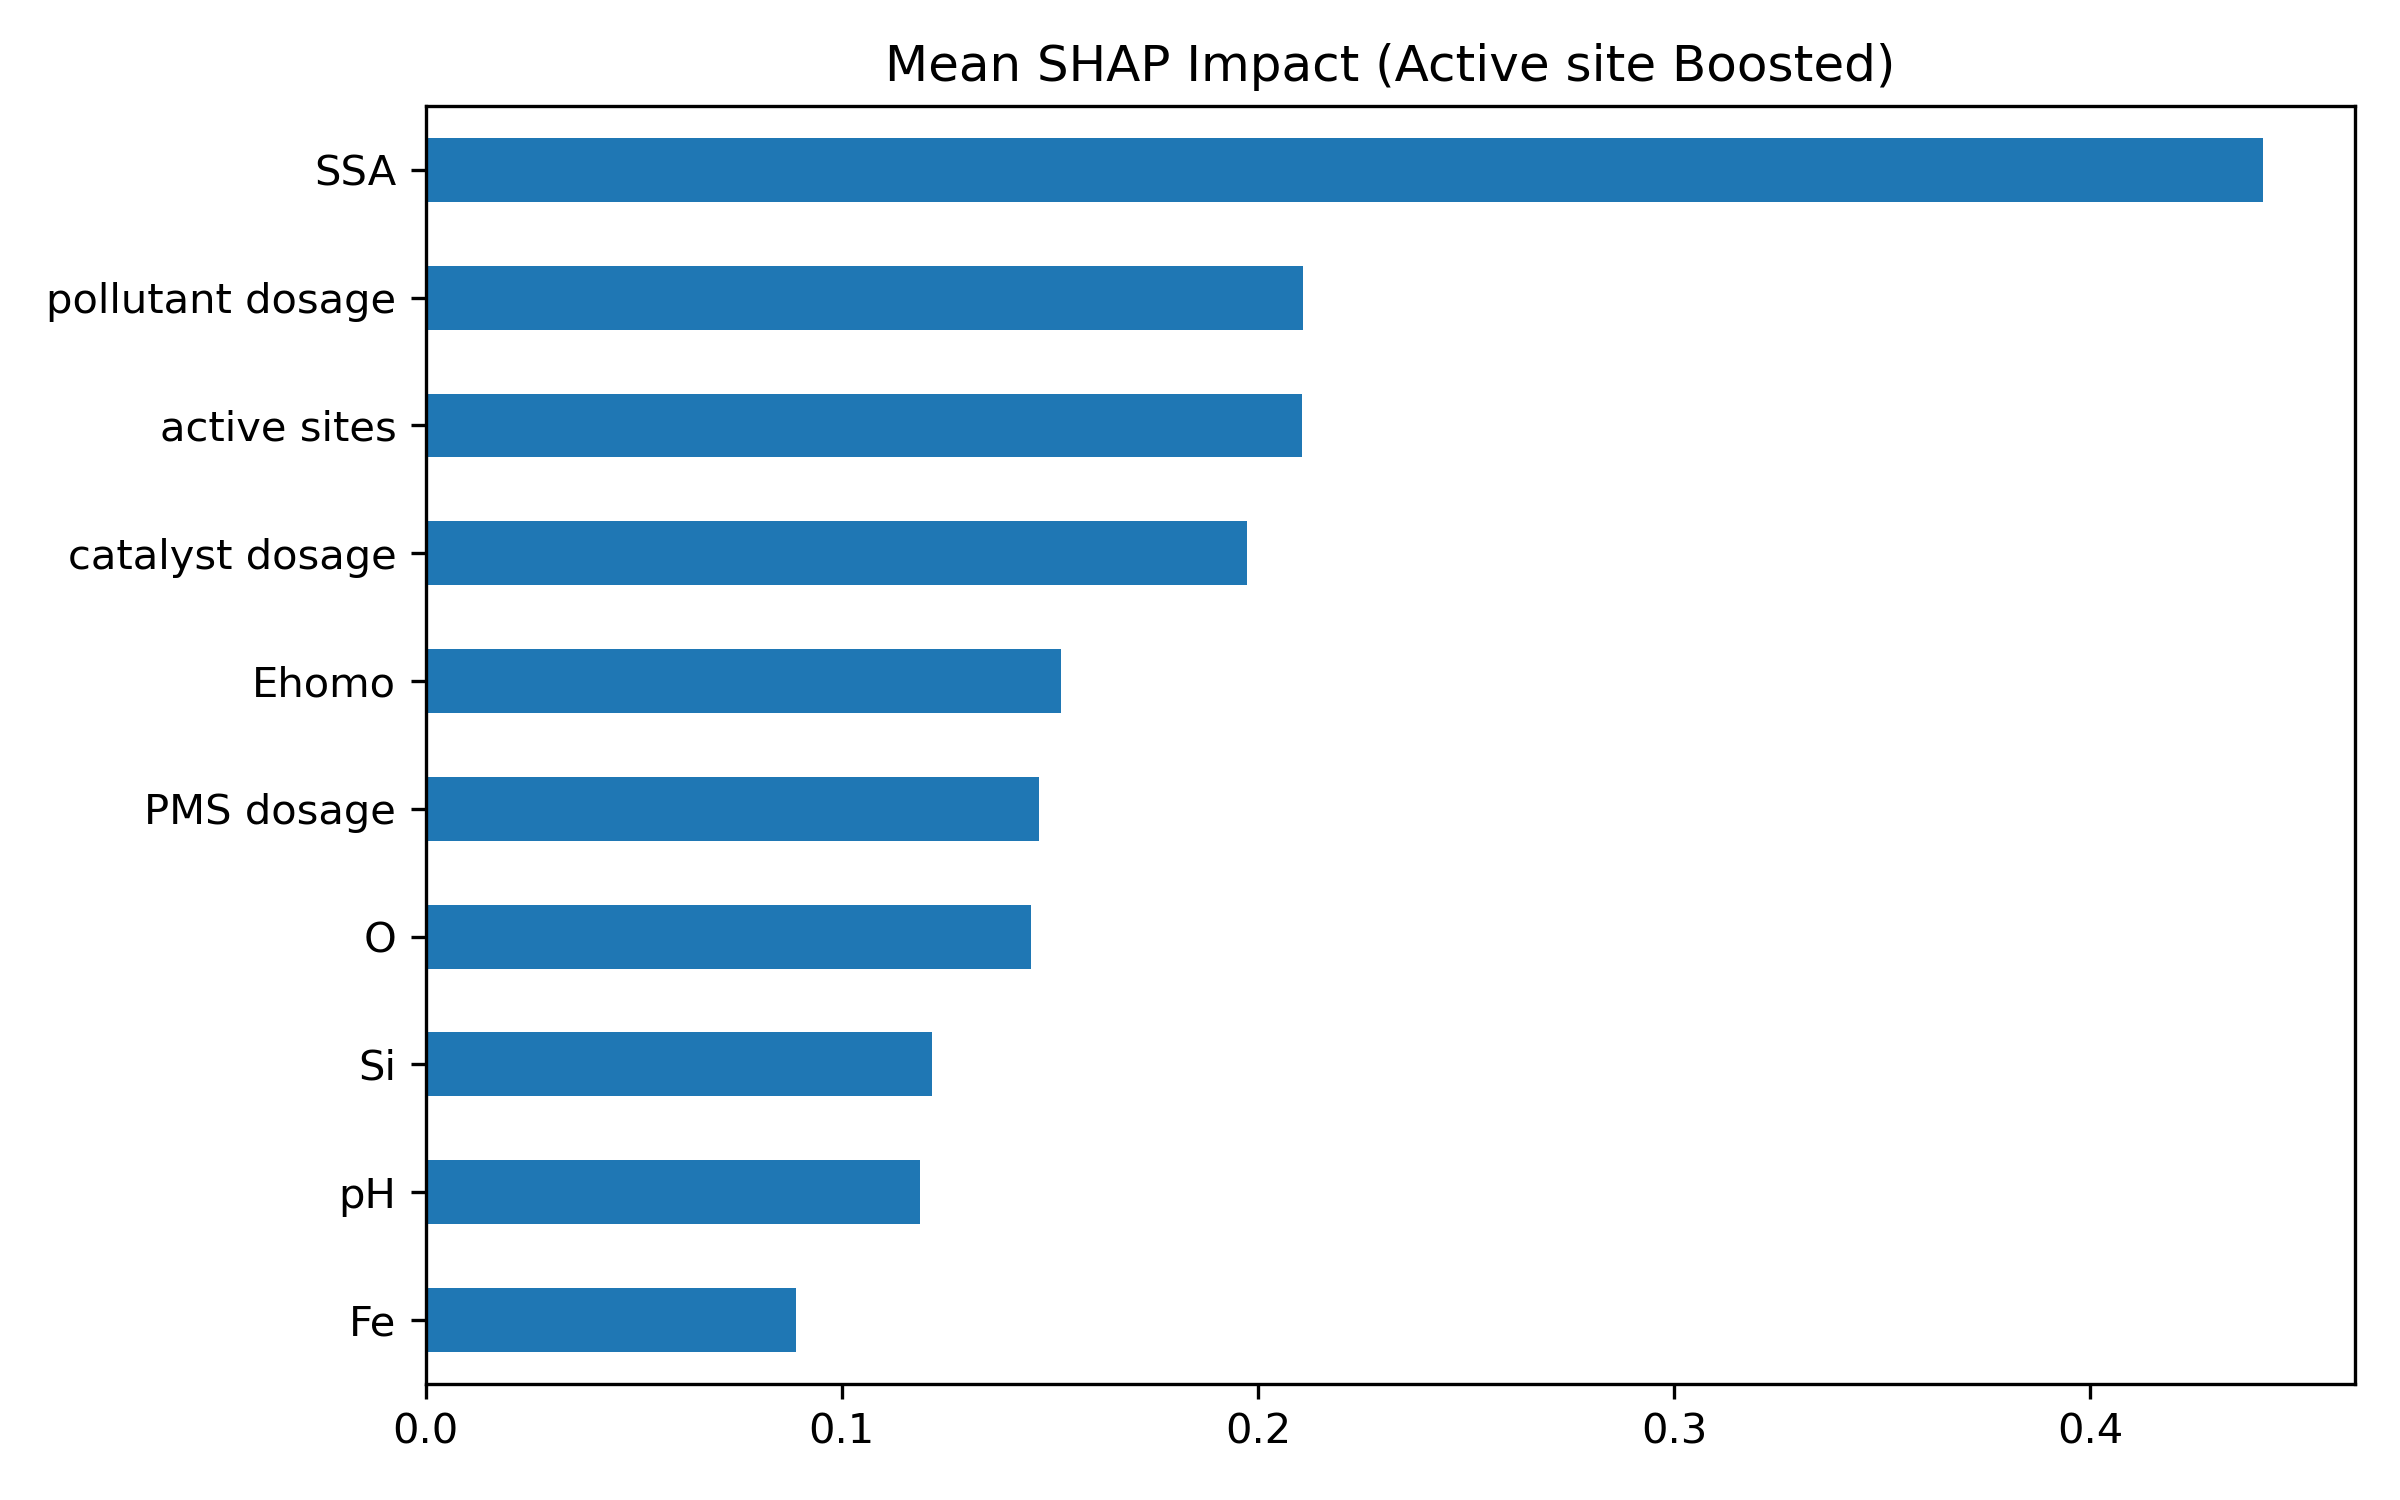 Mean SHAP Impact (Active site Boosted)
SSA
pollutant dosage
active sites
catalyst dosage
Ehomo
PMS dosage
O
Si
pH
Fe
0.0 0.1 0.2 0.3 0.4